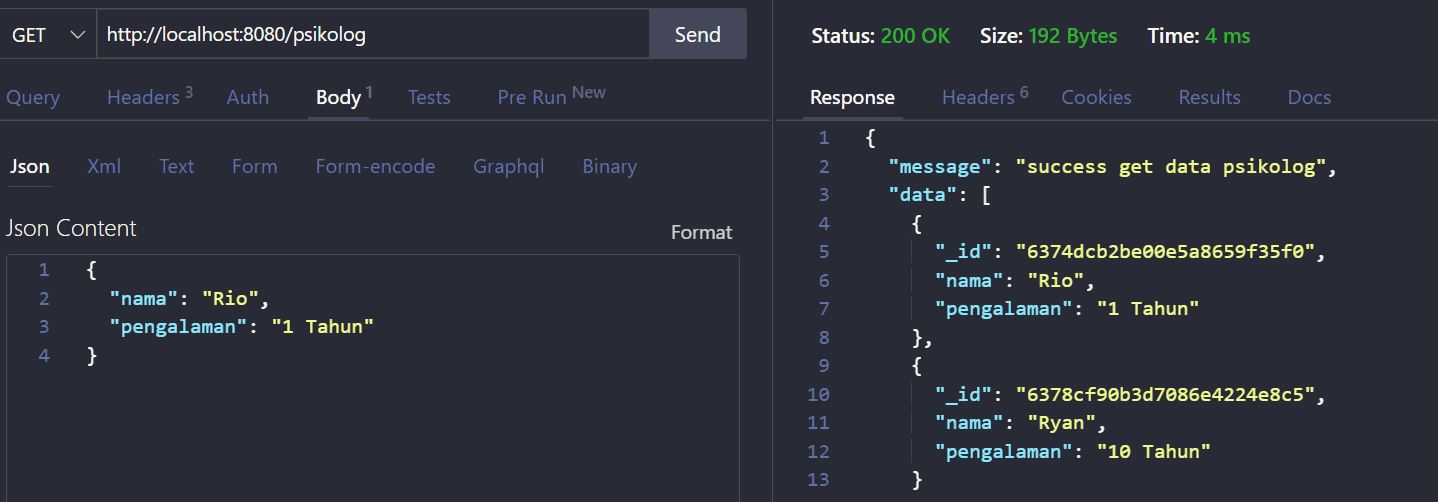 GET http://localhost:8080/psikolog Send
Query Headers 3 Auth Body 1 Tests Pre Run New
Json Xml Text Form Form-encode Graphql Binary
Json Content Format
1 {
2 "nama": "Rio",
3 "pengalaman": "1 Tahun"
4 }
Status: 200 OK Size: 192 Bytes Time: 4 ms
Response Headers 6 Cookies Results Docs
1 {
2 "message": "success get data psikolog",
3 "data": [
4 {
5 "_id": "6374dcb2be00e5a8659f35f0",
6 "nama": "Rio",
7 "pengalaman": "1 Tahun"
8 },
9 {
10 "_id": "6378cf90b3d7086e4224e8c5",
11 "nama": "Ryan",
12 "pengalaman": "10 Tahun"
13 }